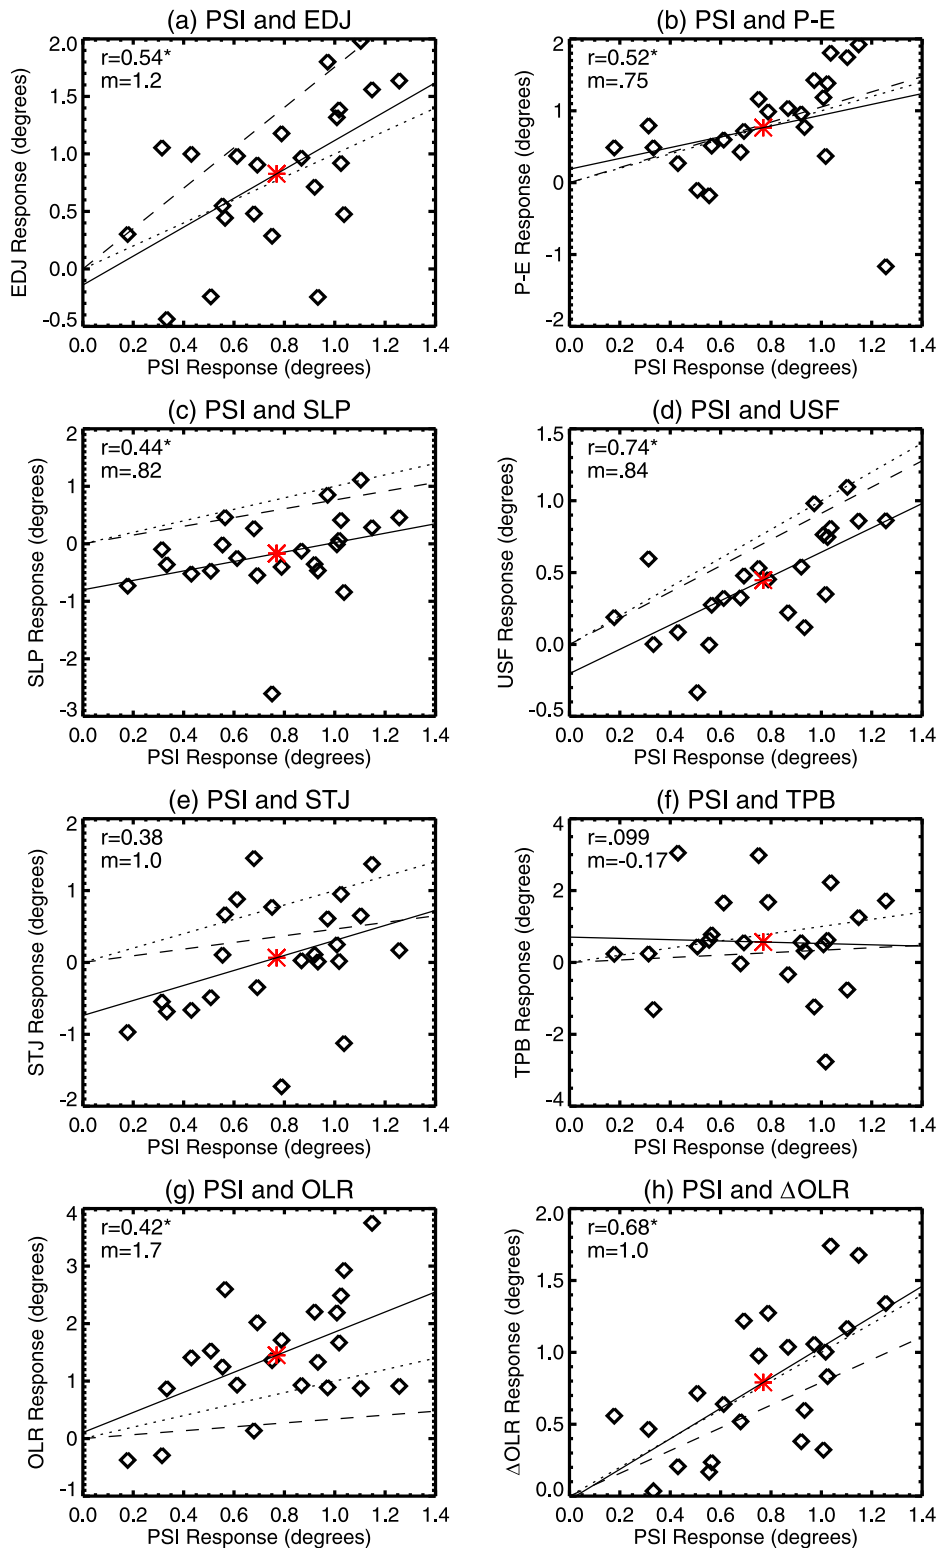 (a) PSI and EDJ
r=0.54*
m=1.2
2.0
1.5
1.0
0.5
0.0
-0.5
EDJ Response (degrees)
0.0 0.2 0.4 0.6 0.8 1.0 1.2 1.4
PSI Response (degrees)
(b) PSI and P-E
r=0.52*
m=.75
2
1
0
-1
-2
P-E Response (degrees)
0.0 0.2 0.4 0.6 0.8 1.0 1.2 1.4
PSI Response (degrees)
(c) PSI and SLP
r=0.44*
m=.82
2
1
0
-1
-2
-3
SLP Response (degrees)
0.0 0.2 0.4 0.6 0.8 1.0 1.2 1.4
PSI Response (degrees)
(d) PSI and USF
r=0.74*
m=.84
1.5
1.0
0.5
0.0
-0.5
USF Response (degrees)
0.0 0.2 0.4 0.6 0.8 1.0 1.2 1.4
PSI Response (degrees)
(e) PSI and STJ
r=0.38
m=1.0
2
1
0
-1
-2
STJ Response (degrees)
0.0 0.2 0.4 0.6 0.8 1.0 1.2 1.4
PSI Response (degrees)
(f) PSI and TPB
r=.099
m=-0.17
4
2
0
-2
-4
TPB Response (degrees)
0.0 0.2 0.4 0.6 0.8 1.0 1.2 1.4
PSI Response (degrees)
(g) PSI and OLR
r=0.42*
m=1.7
4
3
2
1
0
-1
OLR Response (degrees)
0.0 0.2 0.4 0.6 0.8 1.0 1.2 1.4
PSI Response (degrees)
(h) PSI and ΔOLR
r=0.68*
m=1.0
2.0
1.5
1.0
0.5
0.0
ΔOLR Response (degrees)
0.0 0.2 0.4 0.6 0.8 1.0 1.2 1.4
PSI Response (degrees)